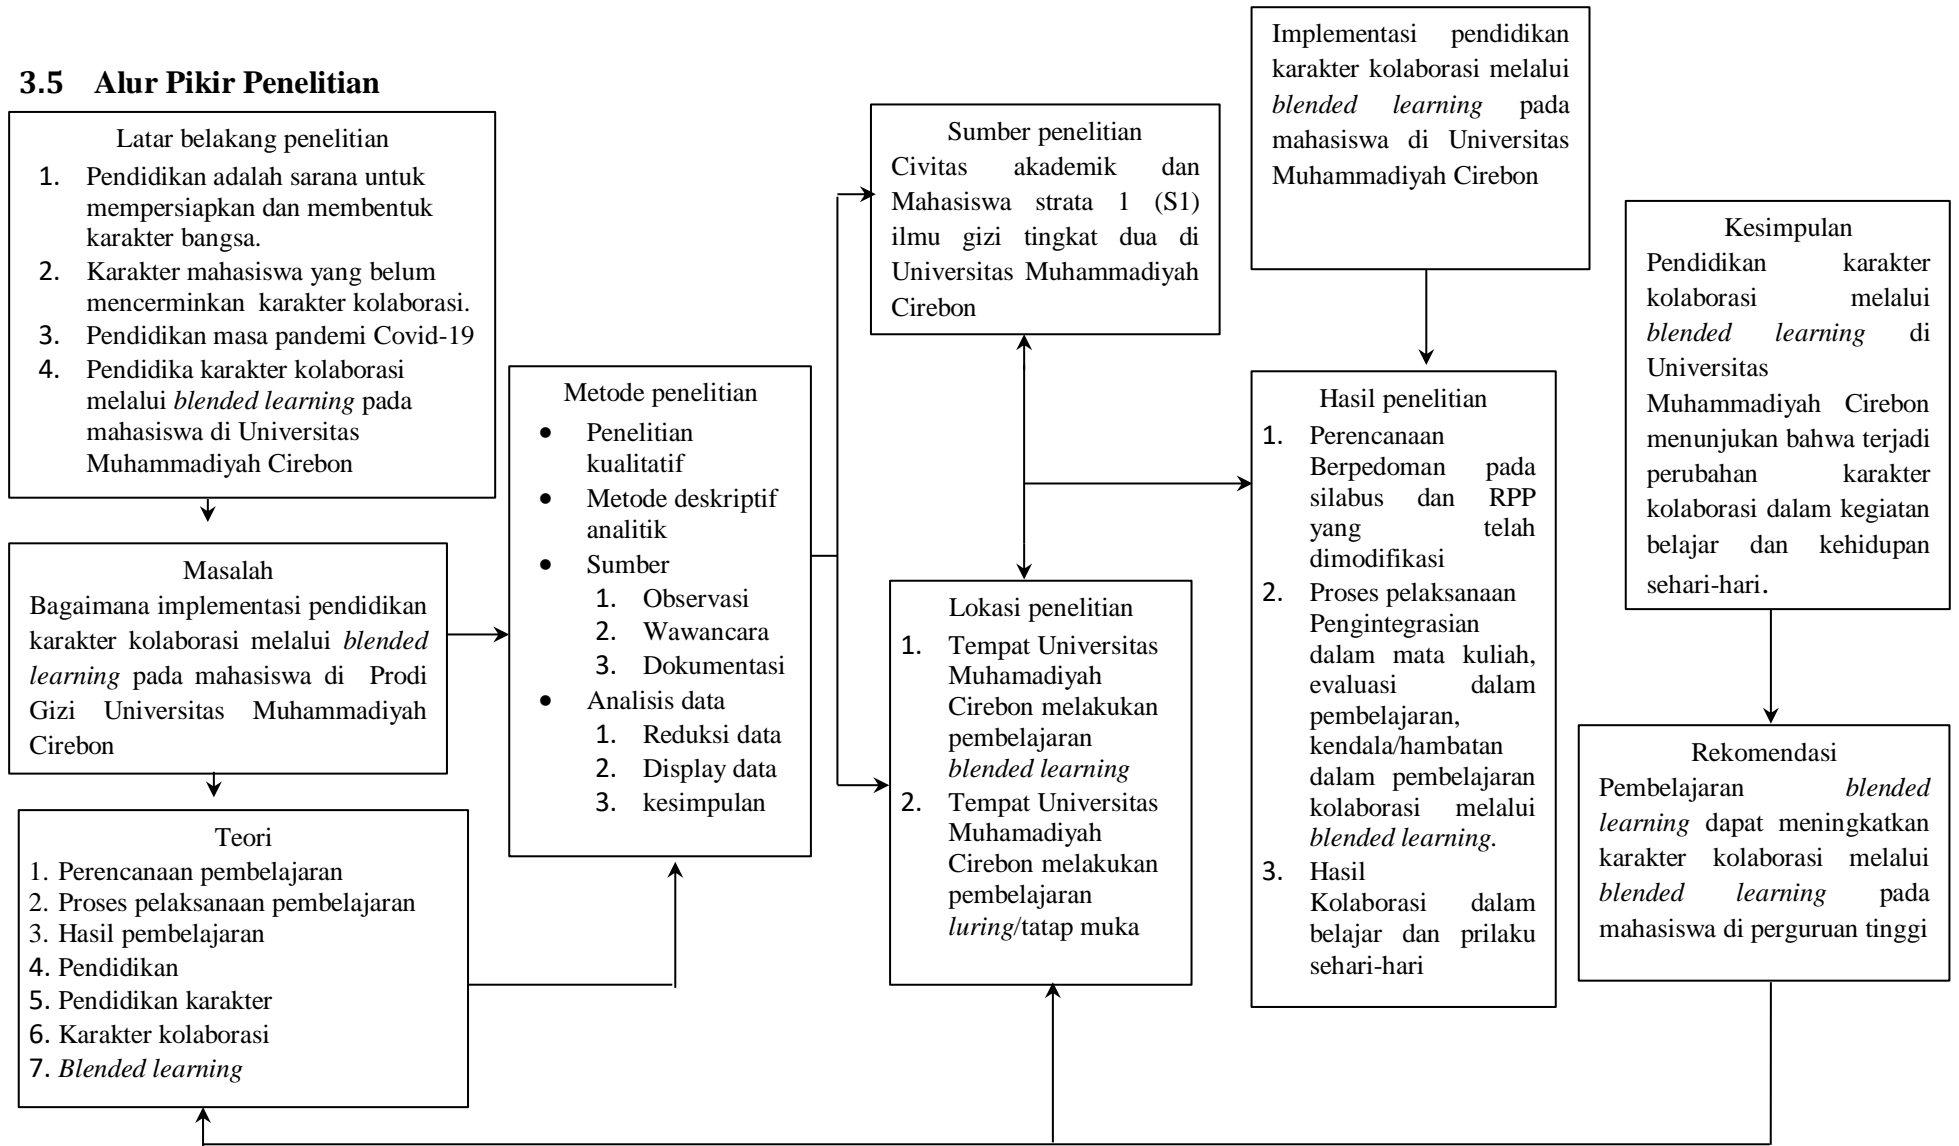 3.5 Alur Pikir Penelitian
Latar belakang penelitian
1. Pendidikan adalah sarana untuk
mempersiapkan dan membentuk
karakter bangsa.
2. Karakter mahasiswa yang belum
mencerminkan karakter kolaborasi.
3. Pendidikan masa pandemi Covid-19
4. Pendidika karakter kolaborasi
melalui blended learning pada
mahasiswa di Universitas
Muhammadiyah Cirebon
Masalah
Bagaimana implementasi pendidikan
karakter kolaborasi melalui blended
learning pada mahasiswa di Prodi
Gizi Universitas Muhammadiyah
Cirebon
Teori
1. Perencanaan pembelajaran
2. Proses pelaksanaan pembelajaran
3. Hasil pembelajaran
4. Pendidikan
5. Pendidikan karakter
6. Karakter kolaborasi
7. Blended learning
Metode penelitian
• Penelitian
kualitatif
• Metode deskriptif
analitik
• Sumber
1. Observasi
2. Wawancara
3. Dokumentasi
• Analisis data
1. Reduksi data
2. Display data
3. kesimpulan
Sumber penelitian
Civitas akademik dan
Mahasiswa strata 1 (S1)
ilmu gizi tingkat dua di
Universitas Muhammadiyah
Cirebon
Lokasi penelitian
1. Tempat Universitas
Muhamadiyah
Cirebon melakukan
pembelajaran
blended learning
2. Tempat Universitas
Muhamadiyah
Cirebon melakukan
pembelajaran
luring/tatap muka
Implementasi pendidikan
karakter kolaborasi melalui
blended learning pada
mahasiswa di Universitas
Muhammadiyah Cirebon
Hasil penelitian
1. Perencanaan
Berpedoman pada
silabus dan RPP
yang telah
dimodifikasi
2. Proses pelaksanaan
Pengintegrasian
dalam mata kuliah,
evaluasi dalam
pembelajaran,
kendala/hambatan
dalam pembelajaran
kolaborasi melalui
blended learning.
3. Hasil
Kolaborasi dalam
belajar dan prilaku
sehari-hari
Kesimpulan
Pendidikan karakter
kolaborasi melalui
blended learning di
Universitas
Muhammadiyah Cirebon
menunjukan bahwa terjadi
perubahan karakter
kolaborasi dalam kegiatan
belajar dan kehidupan
sehari-hari.
Rekomendasi
Pembelajaran blended
learning dapat meningkatkan
karakter kolaborasi melalui
blended learning pada
mahasiswa di perguruan tinggi